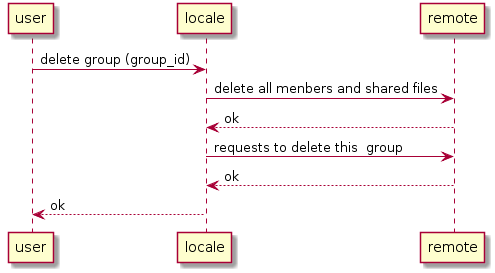 user locale remote
delete group (group_id)
delete all menbers and shared files
ok
requests to delete this  group
ok
ok
user locale remote